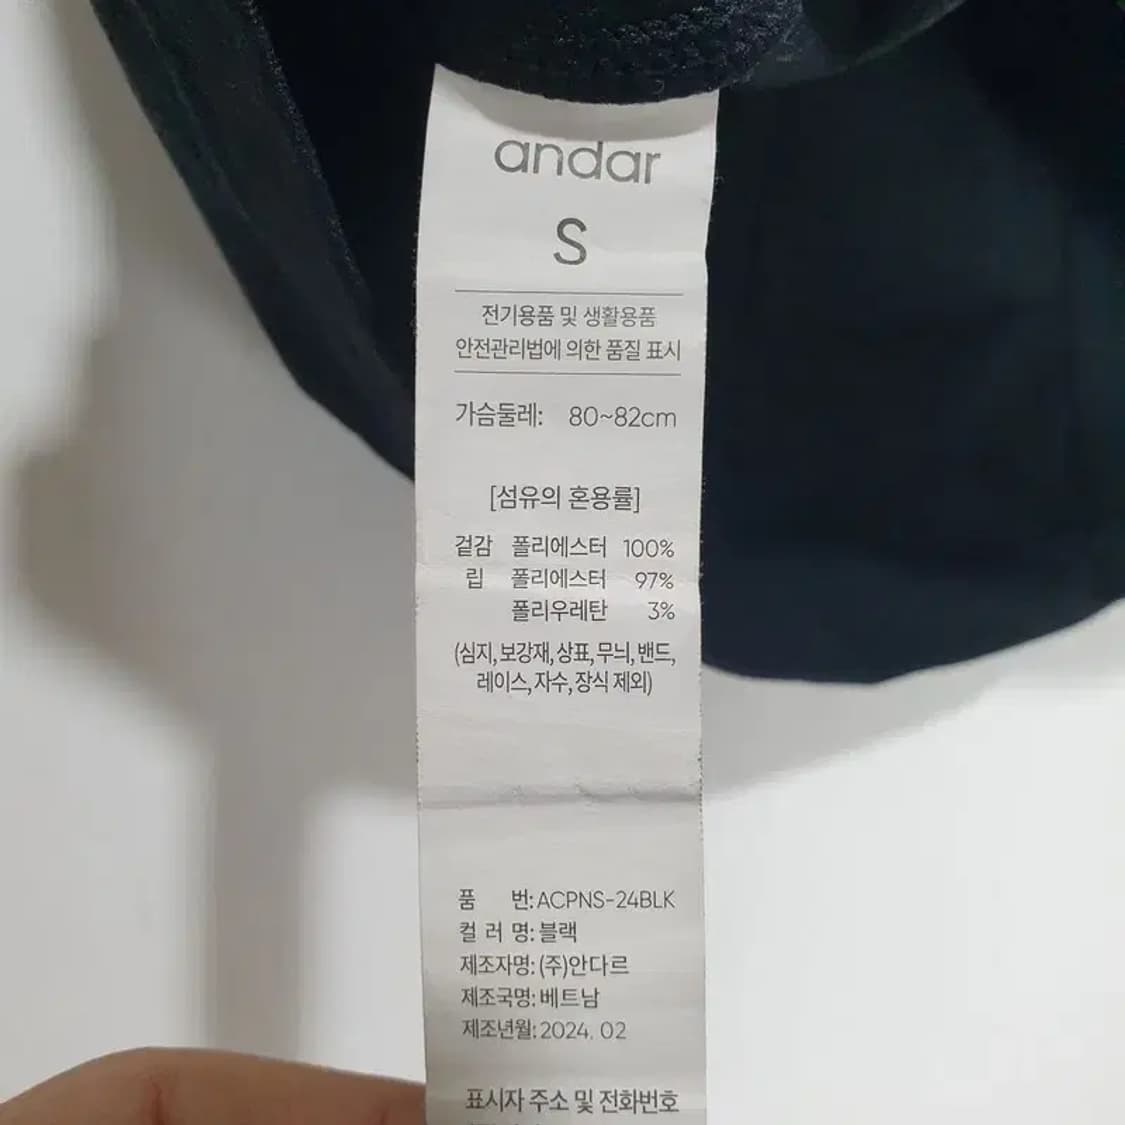 andar
S
전기용품 및 생활용품
안전관리법에 의한 품질 표시
가슴둘레: 80~82cm
[섬유의 혼용률]
겉감 폴리에스터 100%
립 폴리에스터 97%
폴리우레탄 3%
(심지,보강재,상표,무늬,밴드,
레이스,자수,장식 제외)
품 번:ACPNS-24BLK
컬 러 명:블랙
제조자명:(주)안다르
제조국명:베트남
제조년월:2024. 02
표시자 주소 및 전화번호